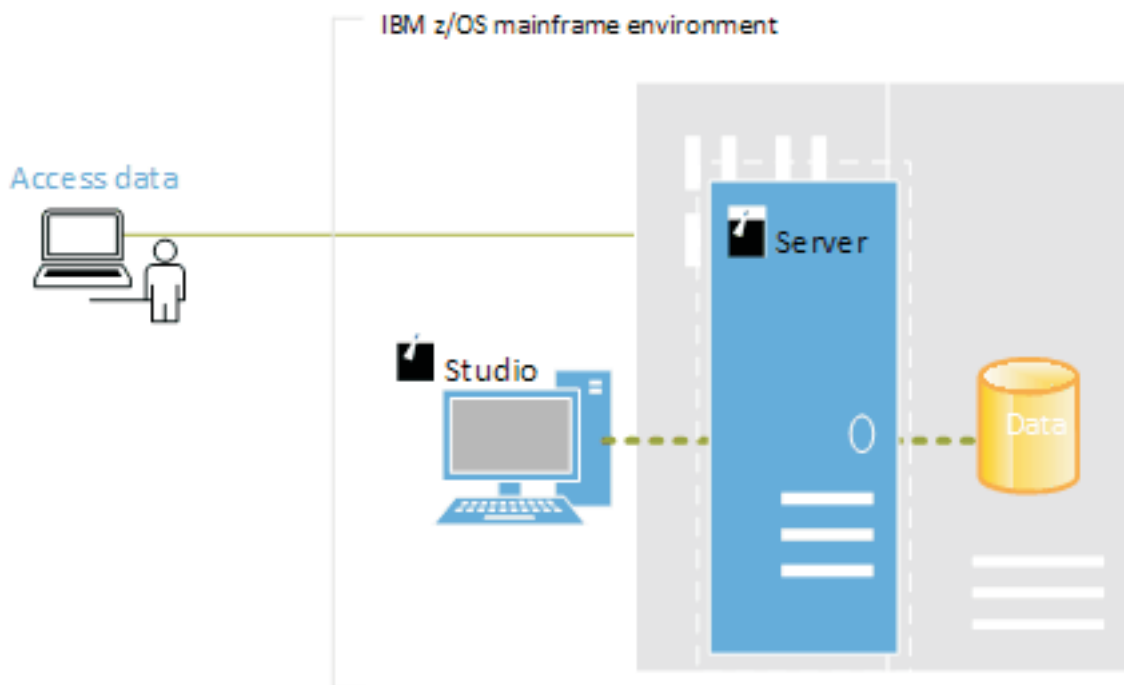 IBM z/OS mainframe environment
Access data
Server
Studio
Data